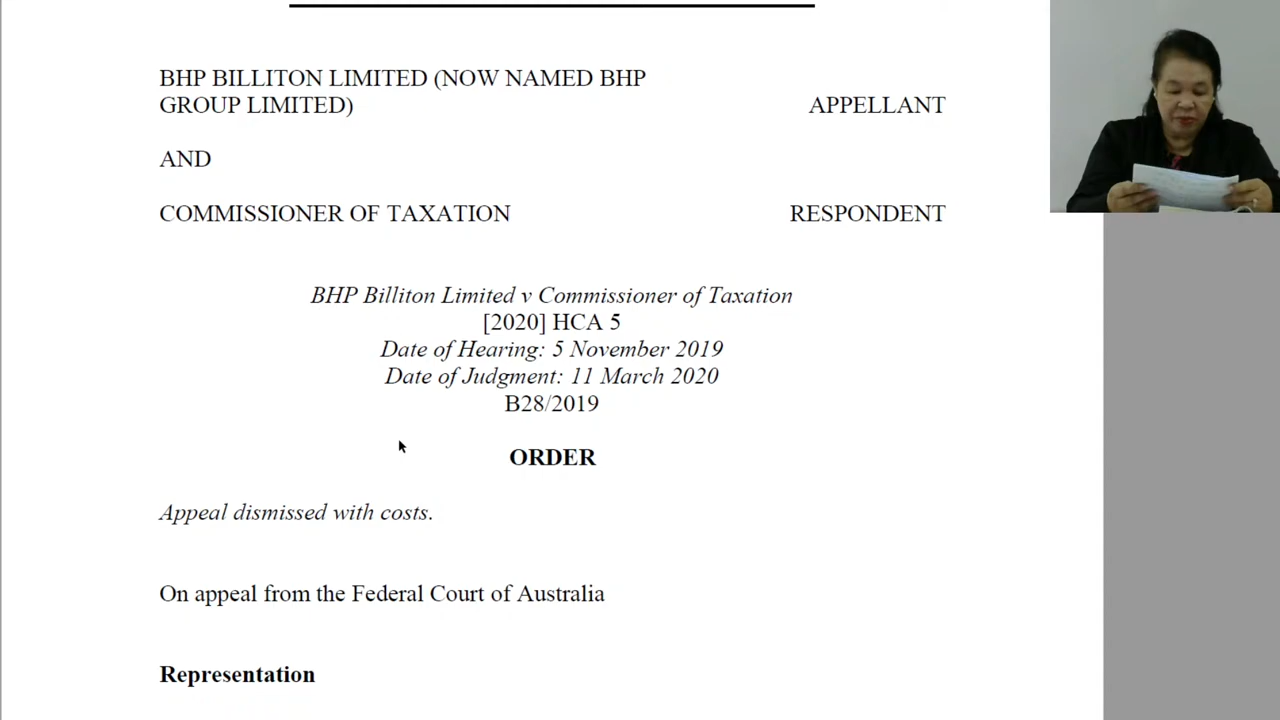 BHP BILLITON LIMITED (NOW NAMED BHP
GROUP LIMITED) APPELLANT
AND
COMMISSIONER OF TAXATION RESPONDENT
BHP Billiton Limited v Commissioner of Taxation
[2020] HCA 5
Date of Hearing: 5 November 2019
Date of Judgment: 11 March 2020
B28/2019
ORDER
Appeal dismissed with costs.
On appeal from the Federal Court of Australia
Representation